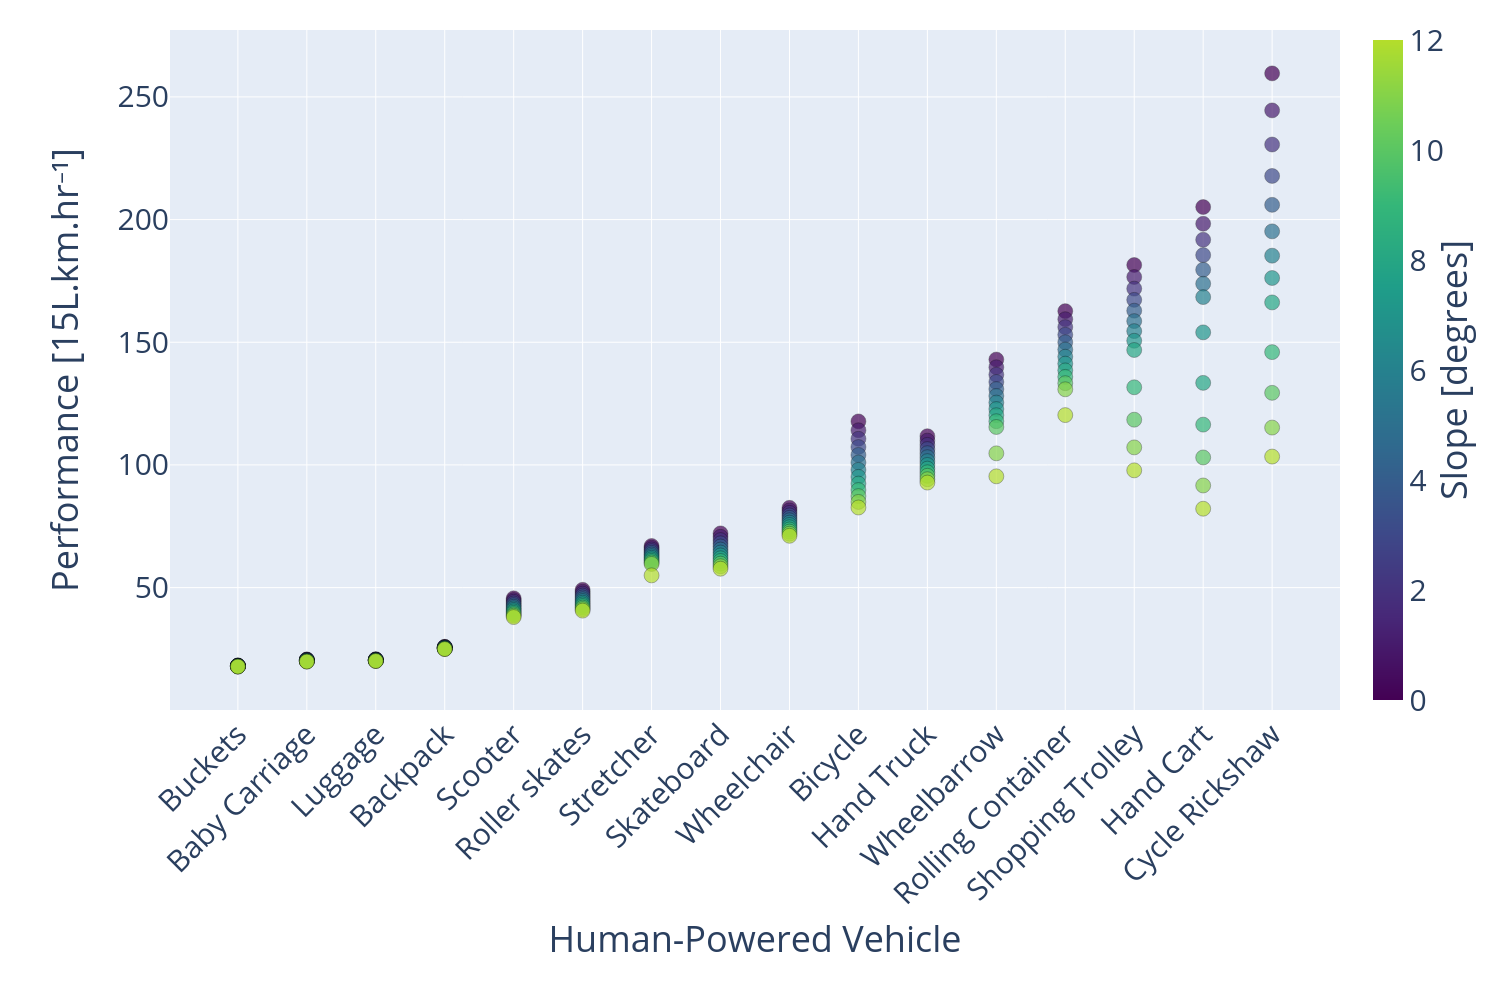 250
200
150
100
50
Performance [15L.km.hr⁻¹]
Buckets
Baby Carriage
Luggage
Backpack
Scooter
Roller skates
Stretcher
Skateboard
Wheelchair
Bicycle
Hand Truck
Wheelbarrow
Rolling Container
Shopping Trolley
Hand Cart
Cycle Rickshaw
Human-Powered Vehicle
12
10
8
6
4
2
0
Slope [degrees]